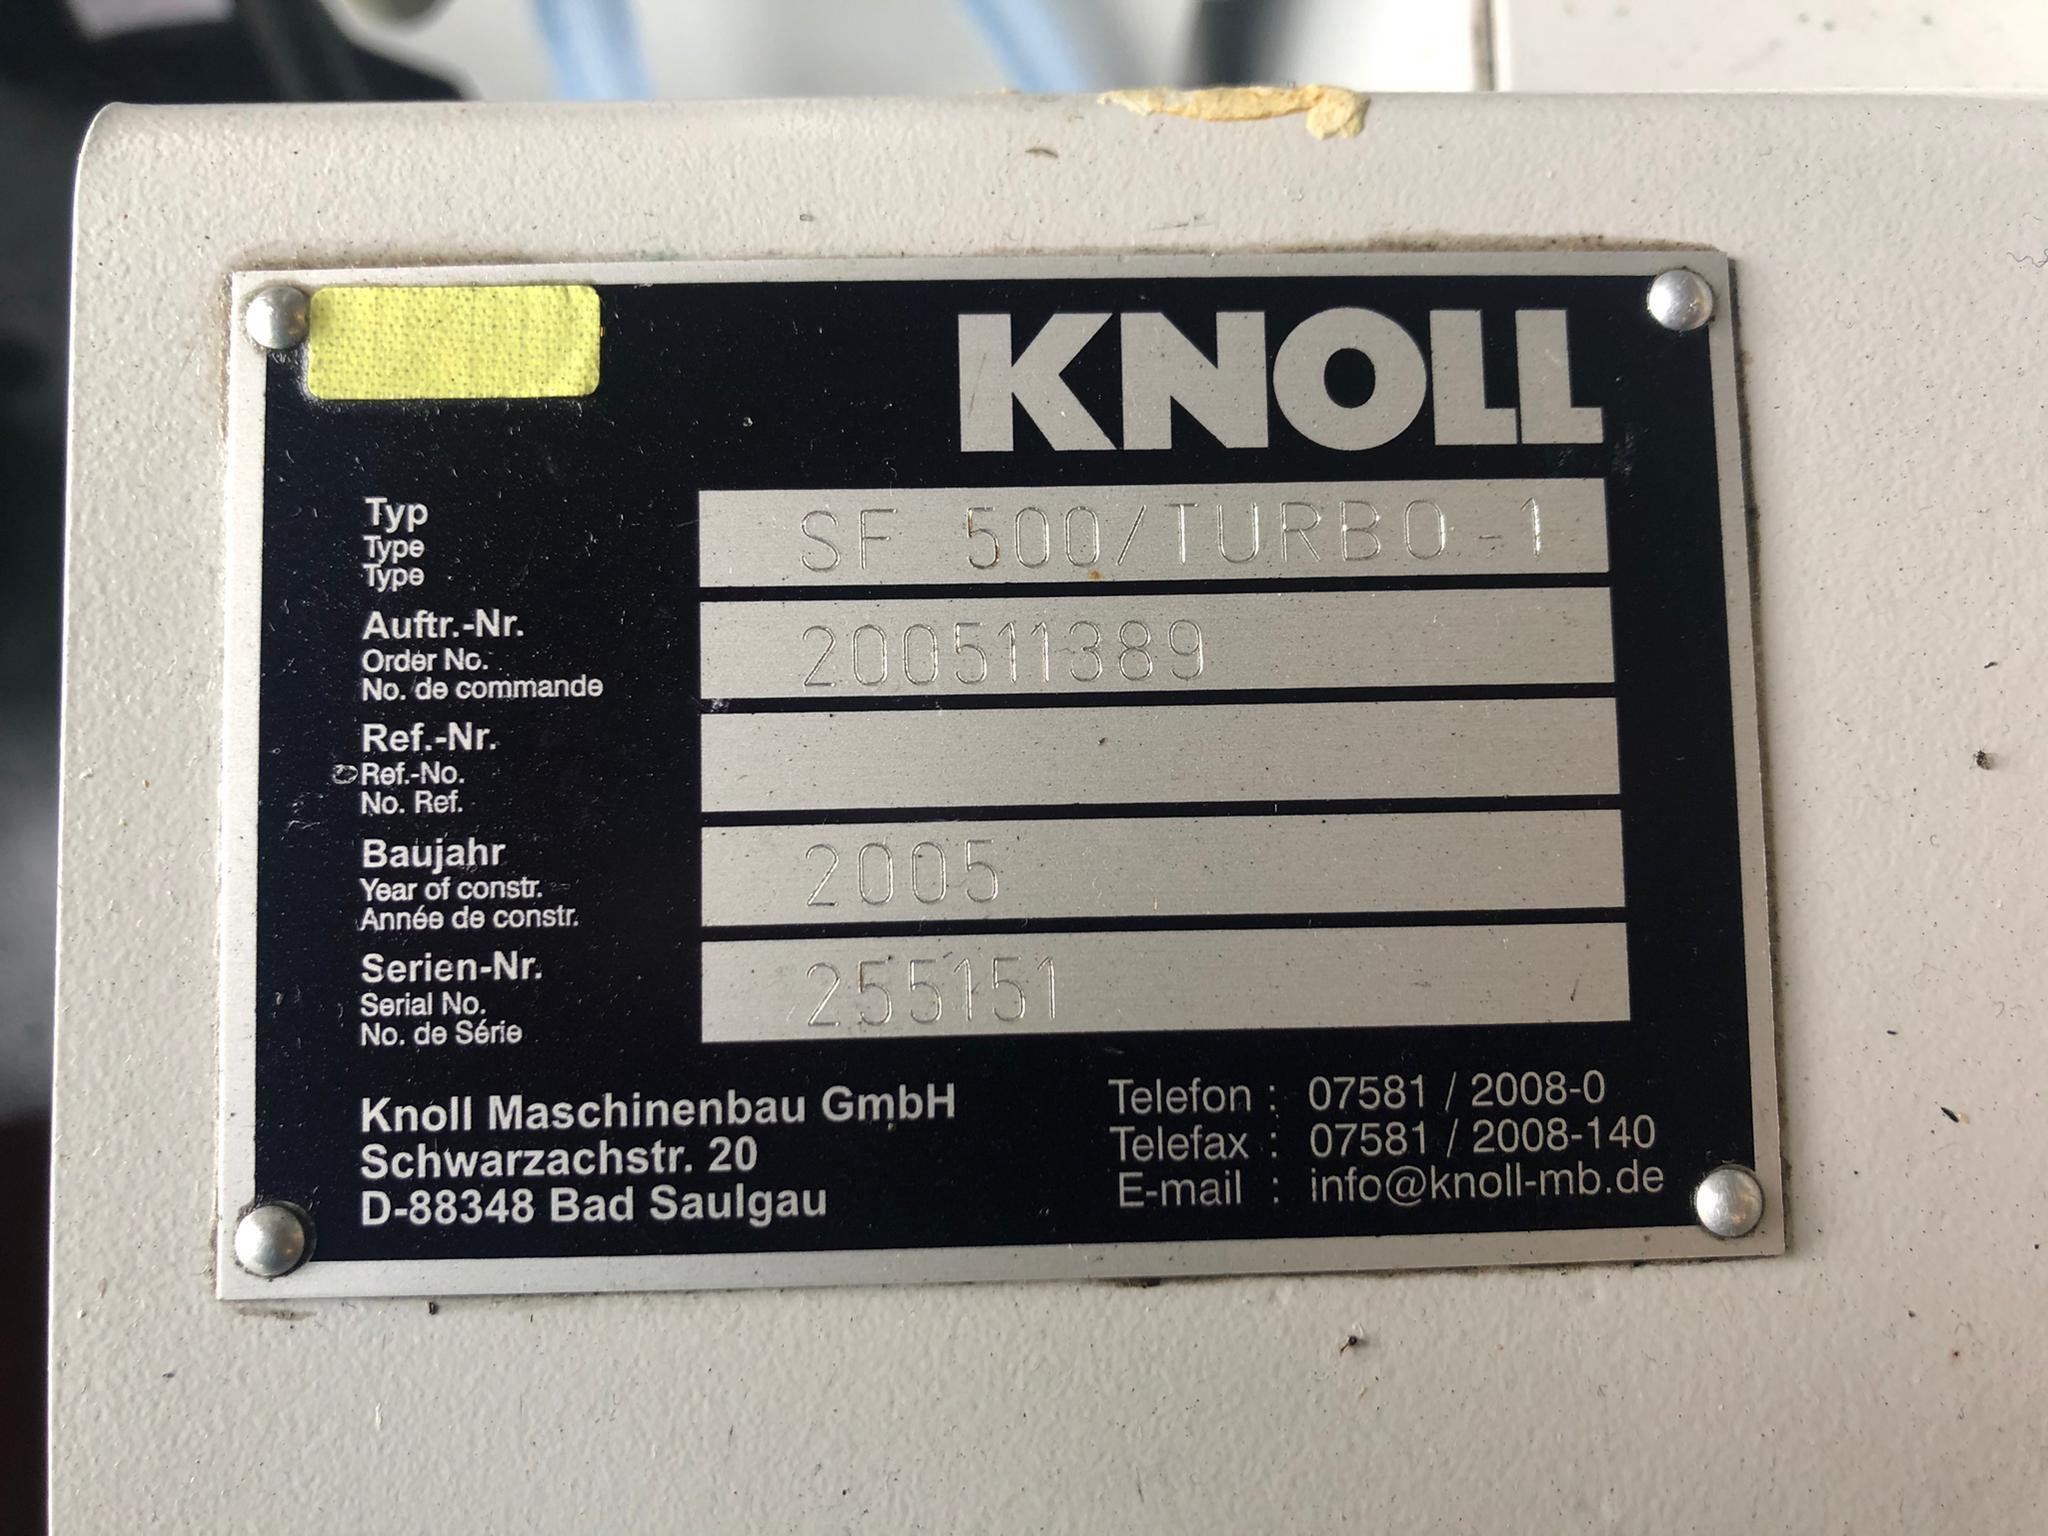 KNOLL
Typ SF 500/TURBO-1
Type
Type
Auftr.-Nr. 200511389
Order No.
No. de commande
Ref.-Nr.
Ref.-No.
No. Ref.
Baujahr 2005
Year of constr.
Année de constr.
Serien-Nr. 255151
Serial No.
No. de Série
Knoll Maschinenbau GmbH
Schwarzachstr. 20
D-88348 Bad Saulgau
Telefon : 07581 / 2008-0
Telefax : 07581 / 2008-140
E-mail : info@knoll-mb.de